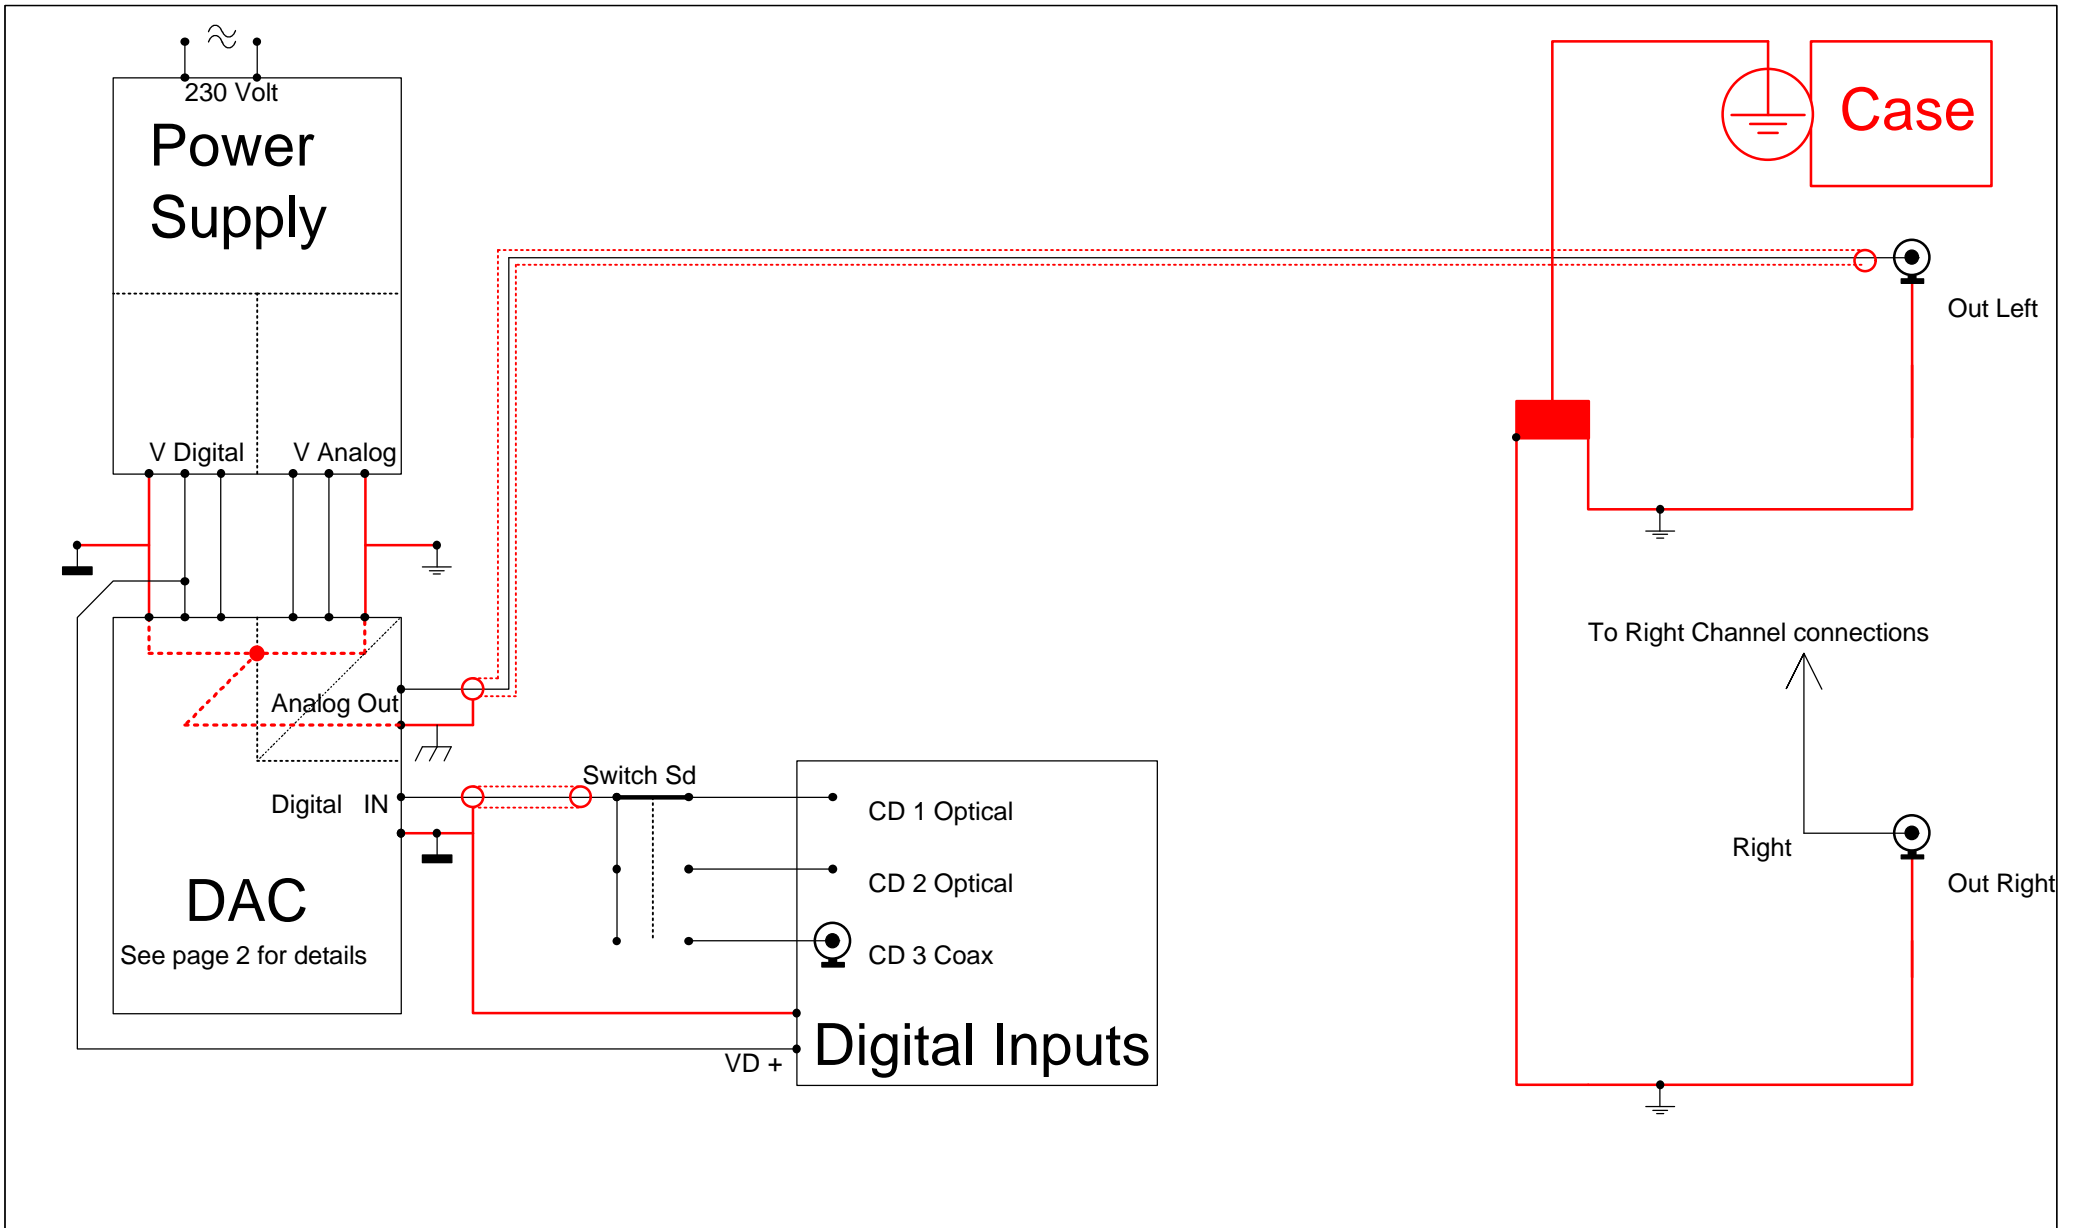 230 Volt
Power
Supply
Case
Out Left
V Digital
V Analog
To Right Channel connections
Analog Out
Switch Sd
Digital IN
CD 1 Optical
Right
CD 2 Optical
Out Right
DAC
See page 2 for details
CD 3 Coax
Digital Inputs
VD +